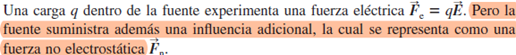 Una carga q dentro de la fuente experimenta una fuerza eléctrica F⃗e = qE⃗. Pero la
fuente suministra además una influencia adicional, la cual se representa como una
fuerza no electrostática F⃗n.